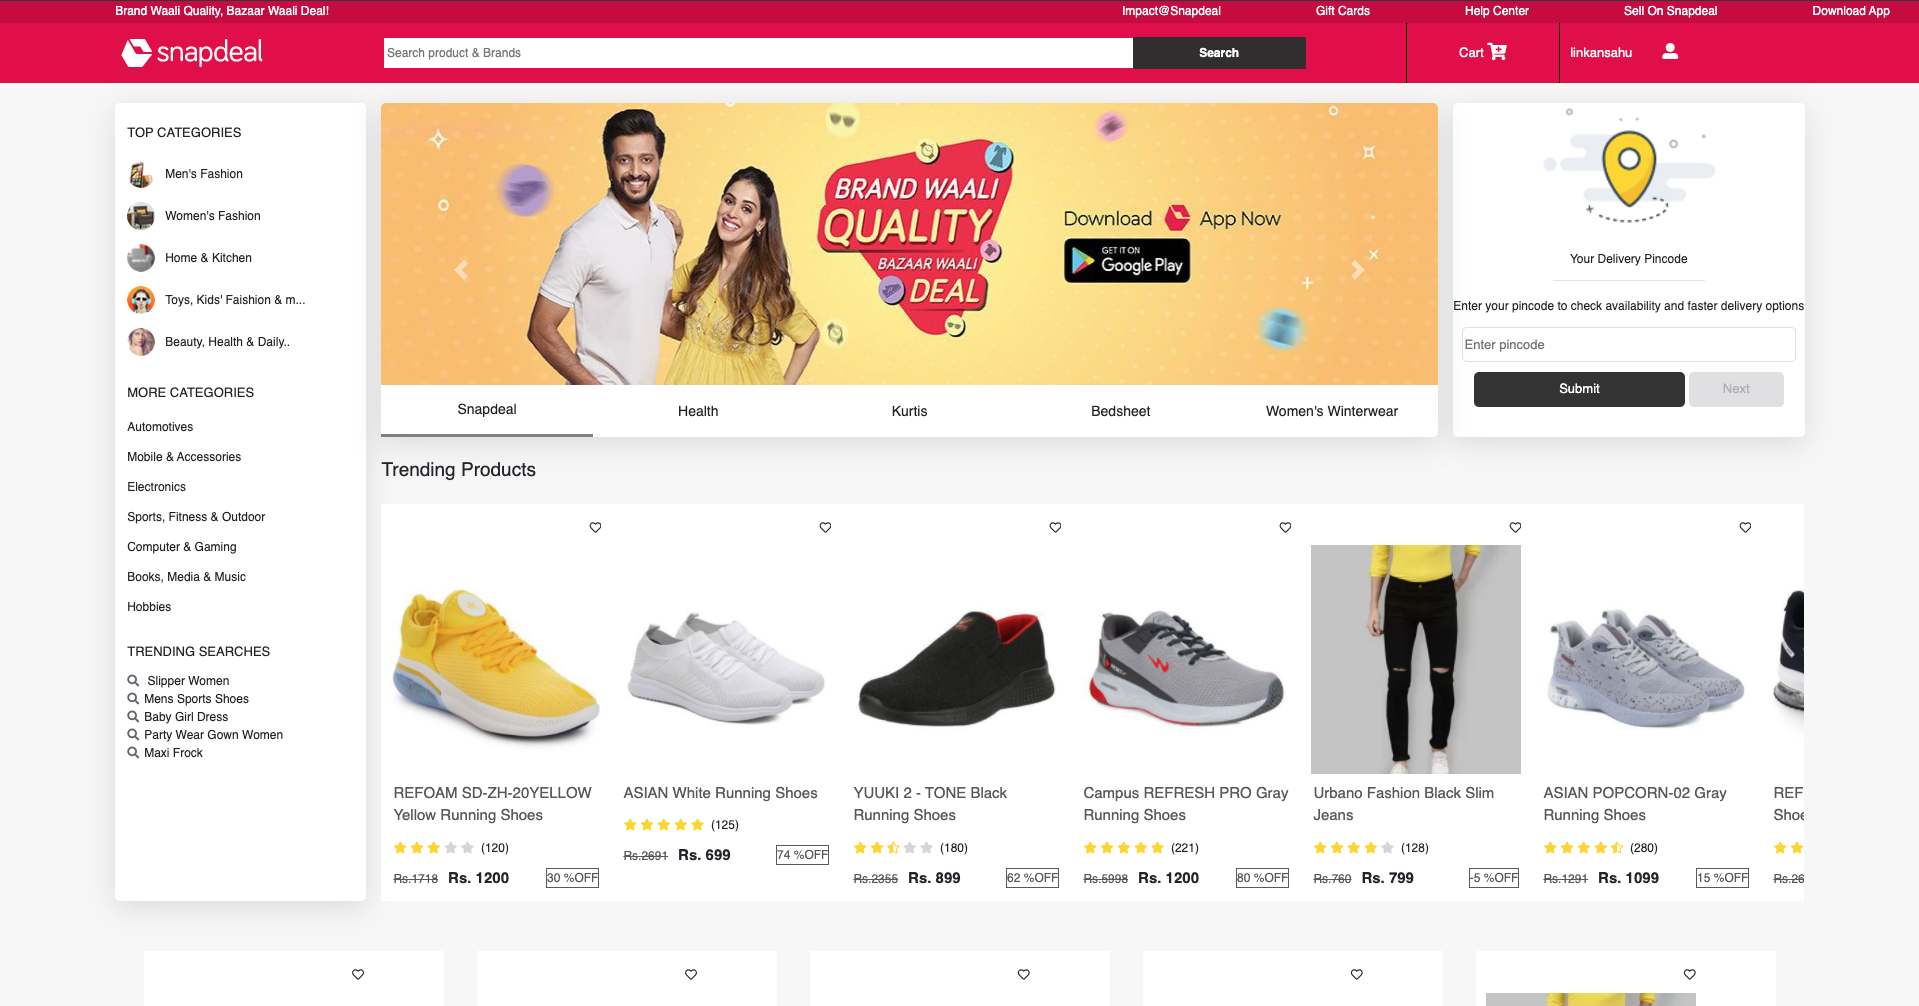 Brand Waali Quality, Bazaar Waali Deal!
Impact@Snapdeal
Gift Cards
Help Center
Sell On Snapdeal
Download App
snapdeal
Search product & Brands
Search
Cart
linkansahu
TOP CATEGORIES
Men's Fashion
Women's Fashion
Home & Kitchen
Toys, Kids' Faishion & m...
Beauty, Health & Daily..
MORE CATEGORIES
Automotives
Mobile & Accessories
Electronics
Sports, Fitness & Outdoor
Computer & Gaming
Books, Media & Music
Hobbies
TRENDING SEARCHES
Slipper Women
Mens Sports Shoes
Baby Girl Dress
Party Wear Gown Women
Maxi Frock
BRAND WAALI
QUALITY
BAZAAR WAALI
DEAL
Download App Now
GET IT ON
Google Play
Snapdeal
Health
Kurtis
Bedsheet
Women's Winterwear
Your Delivery Pincode
Enter your pincode to check availability and faster delivery options
Enter pincode
Submit
Next
Trending Products
REFOAM SD-ZH-20YELLOW
Yellow Running Shoes
(120)
Rs.1718 Rs. 1200 30 %OFF
ASIAN White Running Shoes
(125)
Rs.2691 Rs. 699 74 %OFF
YUUKI 2 - TONE Black
Running Shoes
(180)
Rs.2355 Rs. 899 62 %OFF
Campus REFRESH PRO Gray
Running Shoes
(221)
Rs.5998 Rs. 1200 80 %OFF
Urbano Fashion Black Slim
Jeans
(128)
Rs.760 Rs. 799 -5 %OFF
ASIAN POPCORN-02 Gray
Running Shoes
(280)
Rs.1291 Rs. 1099 15 %OFF
REF
Shoe
Rs.26